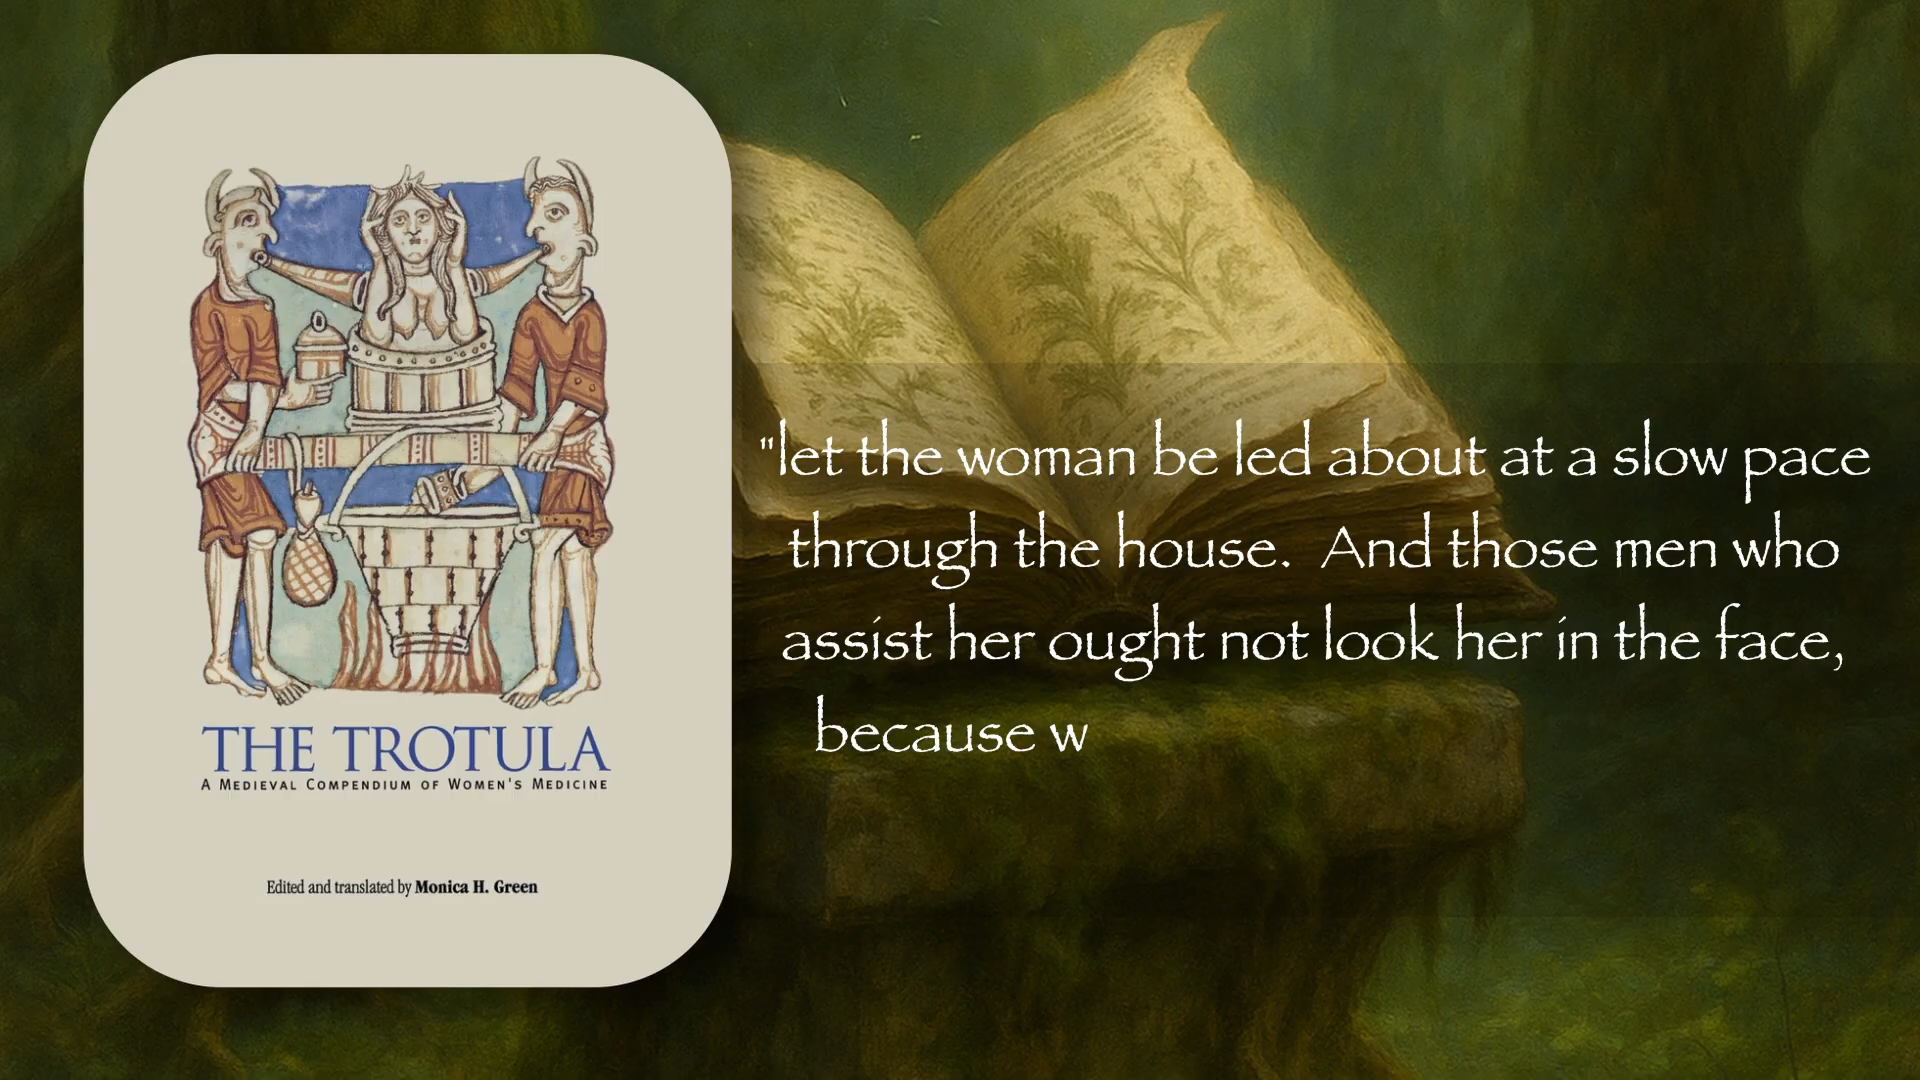 THE TROTULA
A MEDIEVAL COMPENDIUM OF WOMEN'S MEDICINE
Edited and translated by Monica H. Green
"let the woman be led about at a slow pace
through the house.  And those men who
assist her ought not look her in the face,
because w